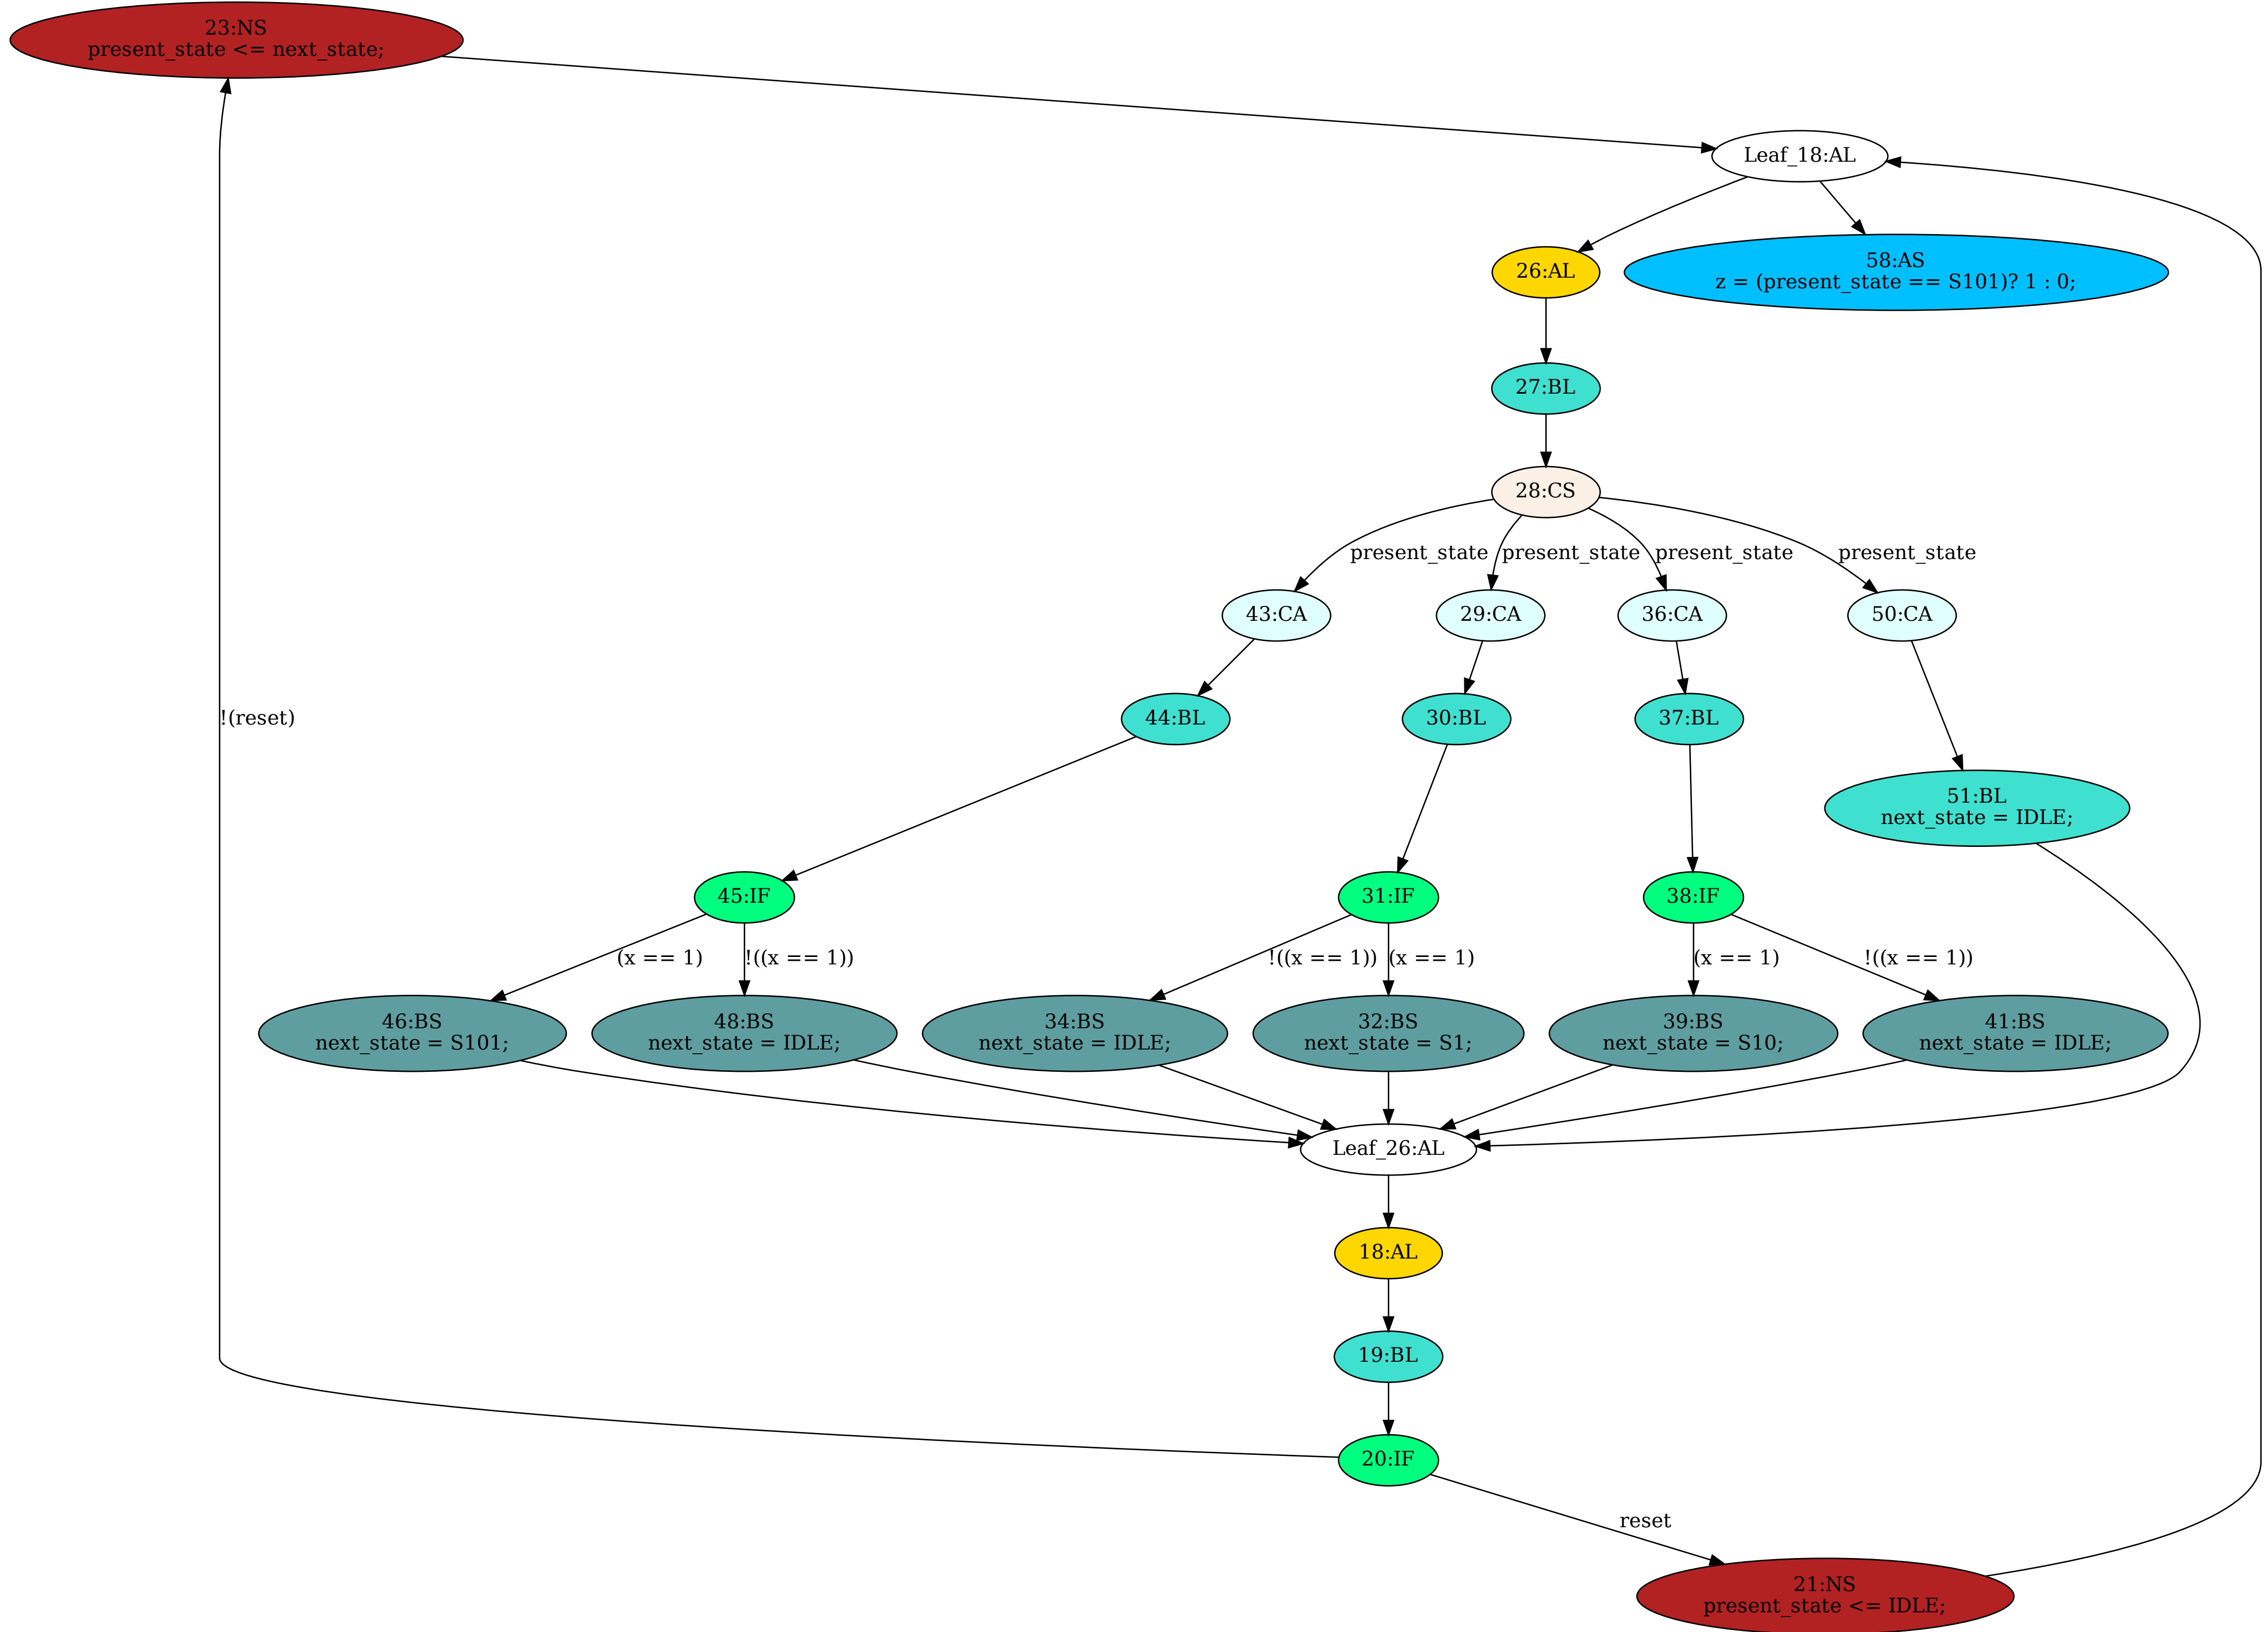 23:NS
present_state <= next_state;
Leaf_18:AL
26:AL
58:AS
z = (present_state == S101)? 1 : 0;
27:BL
28:CS
present_state
present_state
present_state
present_state
43:CA
29:CA
36:CA
50:CA
!(reset)
44:BL
30:BL
37:BL
51:BL
next_state = IDLE;
45:IF
31:IF
38:IF
(x == 1)
!((x == 1))
!((x == 1))
(x == 1)
(x == 1)
!((x == 1))
46:BS
next_state = S101;
48:BS
next_state = IDLE;
34:BS
next_state = IDLE;
32:BS
next_state = S1;
39:BS
next_state = S10;
41:BS
next_state = IDLE;
Leaf_26:AL
18:AL
19:BL
20:IF
reset
21:NS
present_state <= IDLE;